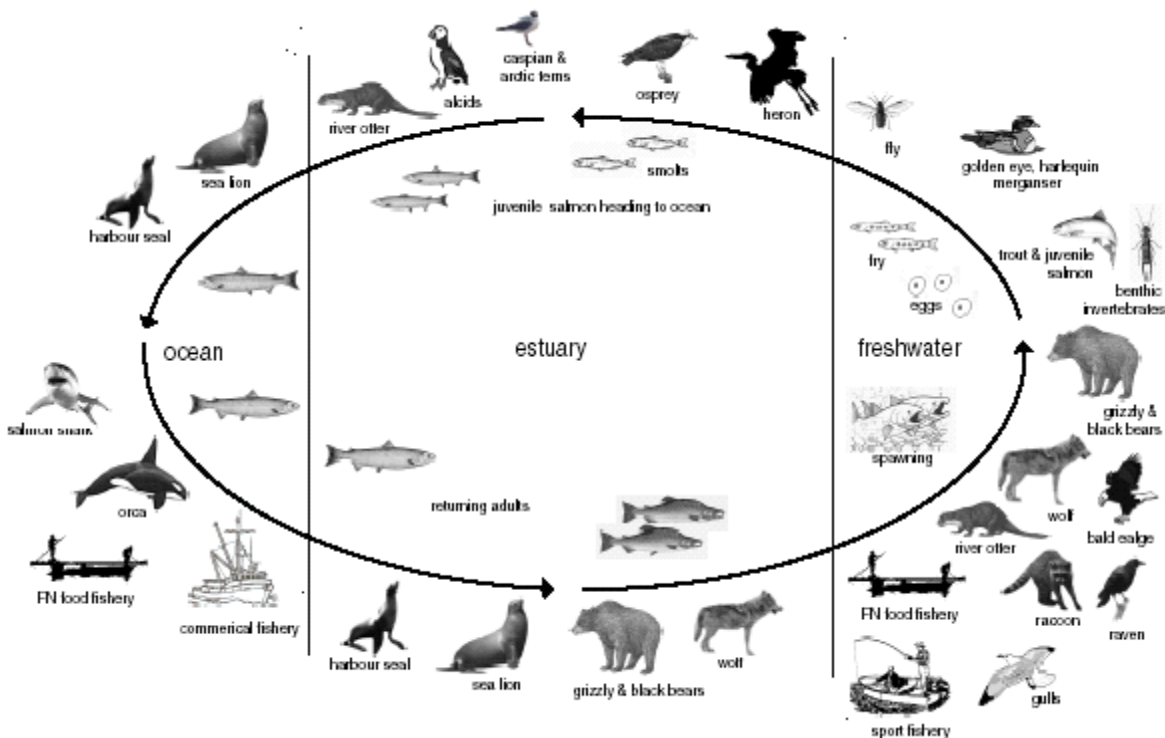 caspian &
arctic terns
alcids
osprey
river otter
heron
fly
golden eye, harlequin
merganser
smolts
sea lion
juvenile salmon heading to ocean
harbour seal
fry
trout & juvenile
salmon
eggs
benthic
invertebrates
ocean
estuary
freshwater
grizzly &
black bears
salmon shark
spawning
returning adults
orca
wolf
bald ealge
river otter
FN food fishery
commerical fishery
FN food fishery
racoon
raven
harbour seal
sea lion
grizzly & black bears
wolf
gulls
sport fishery